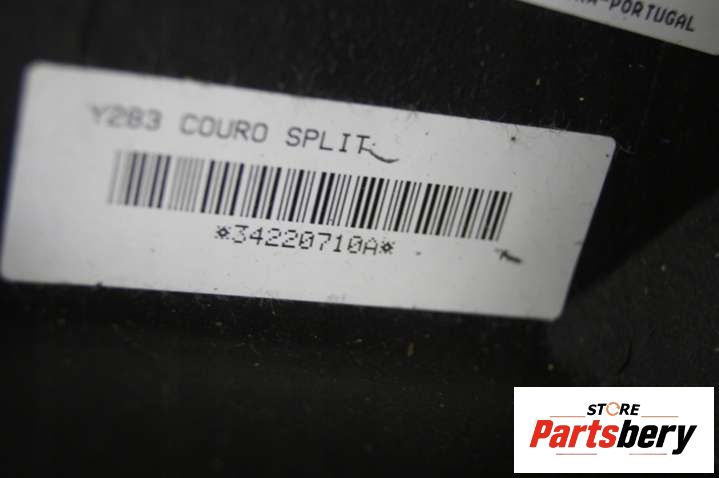 -PORTUGAL
Y283 COURO SPLIT
*34220710A*
STORE
Partsbery